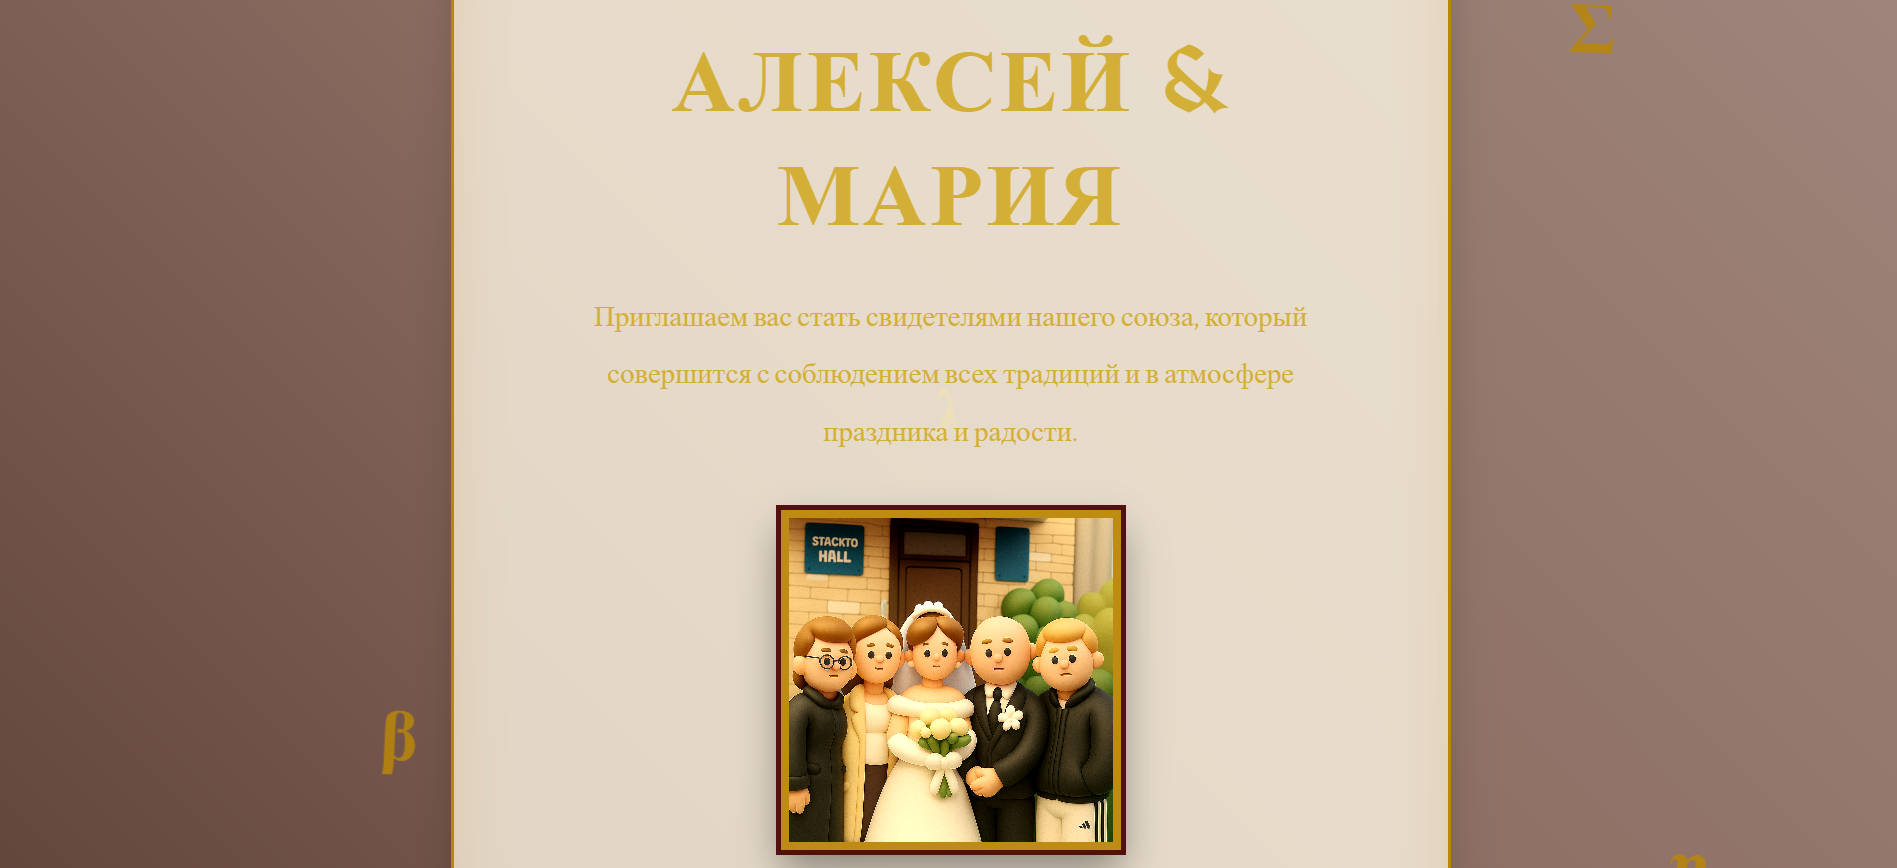 Σ
АЛЕКСЕЙ &
МАРИЯ
Приглашаем вас стать свидетелями нашего союза, который
совершится с соблюдением всех традиций и в атмосфере
праздника и радости.
STACKTO
HALL
β